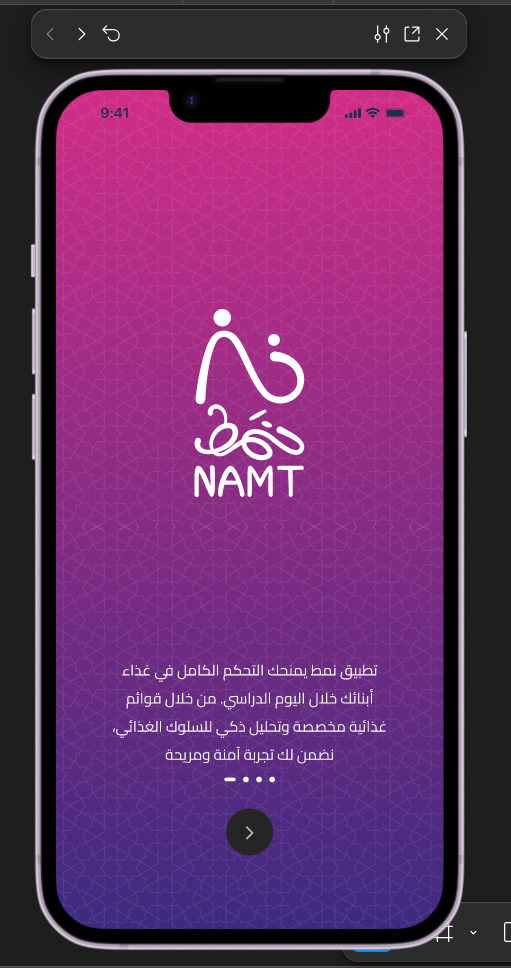 9:41
نمط
NAMT
تطبيق نمط يمنحك التحكم الكامل في غذاء
أبنائك خلال اليوم الدراسي. من خلال قوائم
غذائية مخصصة وتحليل ذكي للسلوك الغذائي،
نضمن لك تجربة آمنة ومريحة